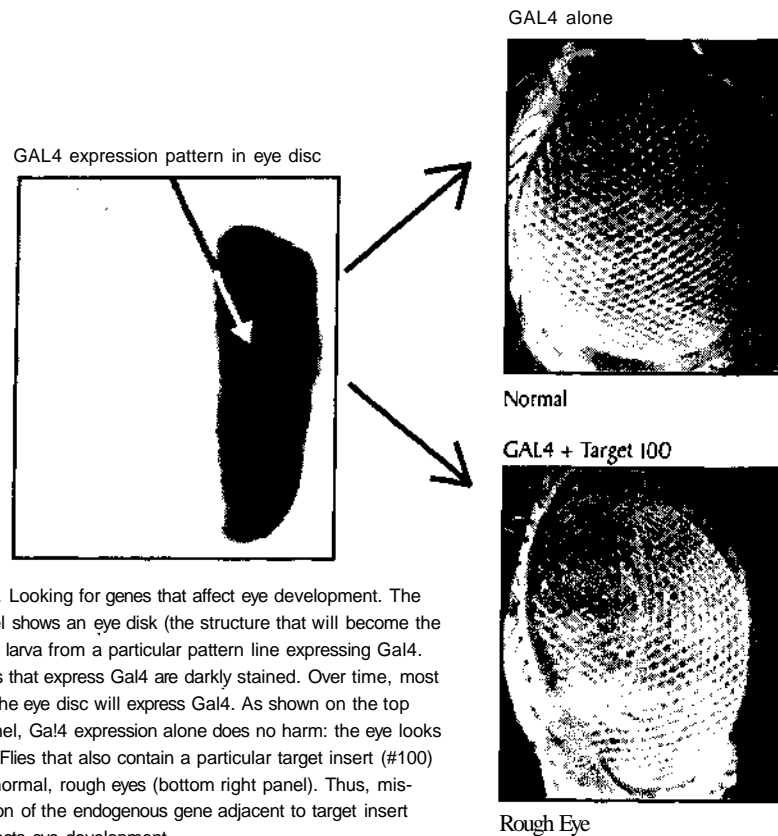 GAL4 alone
GAL4 expression pattern in eye disc
Normal
GAL4 + Target 100
. Looking for genes that affect eye development. The
el shows an eye disk (the structure that will become the
larva from a particular pattern line expressing Gal4.
s that express Gal4 are darkly stained. Over time, most
he eye disc will express Gal4. As shown on the top
nel, Ga!4 expression alone does no harm: the eye looks
Flies that also contain a particular target insert (#100)
normal, rough eyes (bottom right panel). Thus, mis-
on of the endogenous gene adjacent to target insert
Rough Eye